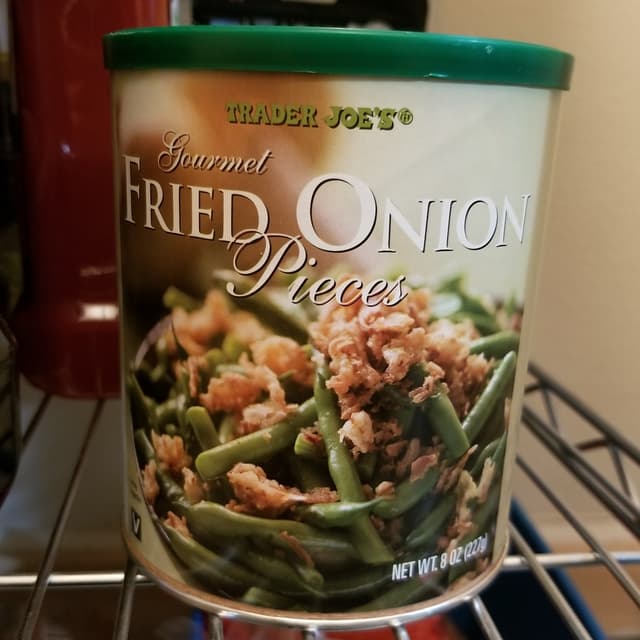 TRADER JOE'S
Gourmet
FRIED ONION
Pieces
V
NET WT. 8 OZ (227g)